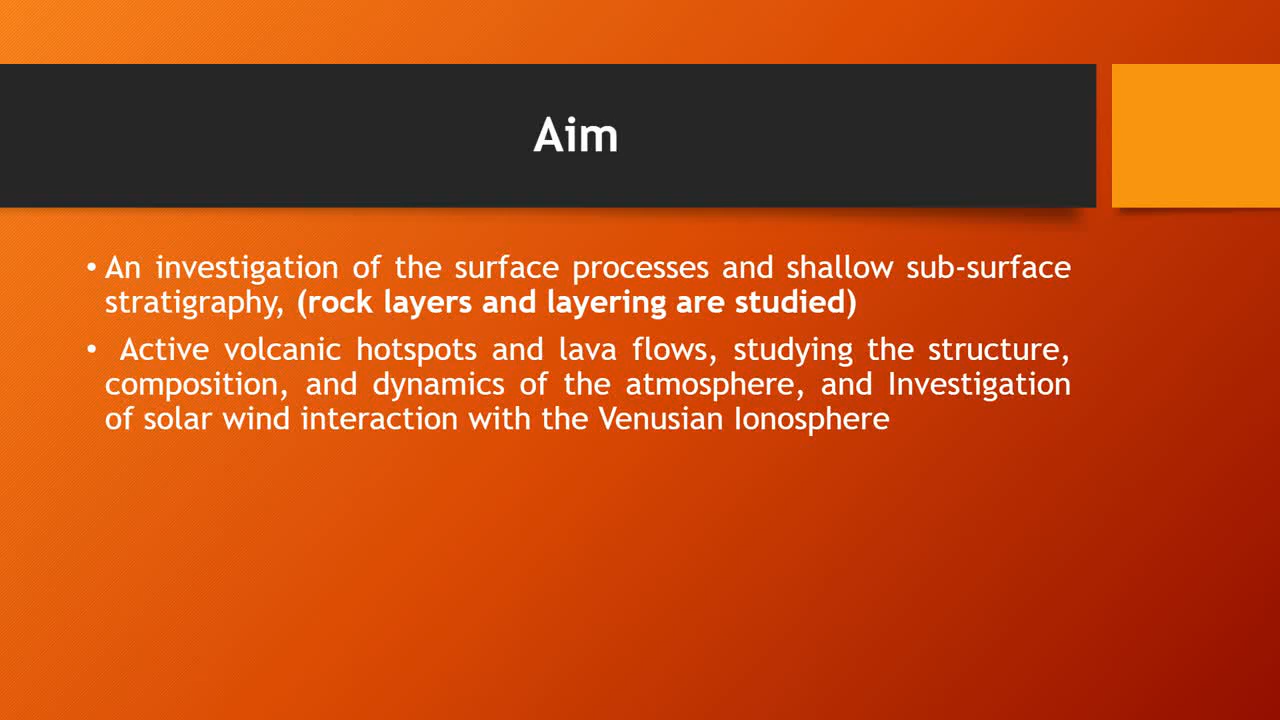 Aim
• An investigation of the surface processes and shallow sub-surface
stratigraphy, (rock layers and layering are studied)
• Active volcanic hotspots and lava flows, studying the structure,
composition, and dynamics of the atmosphere, and Investigation
of solar wind interaction with the Venusian Ionosphere